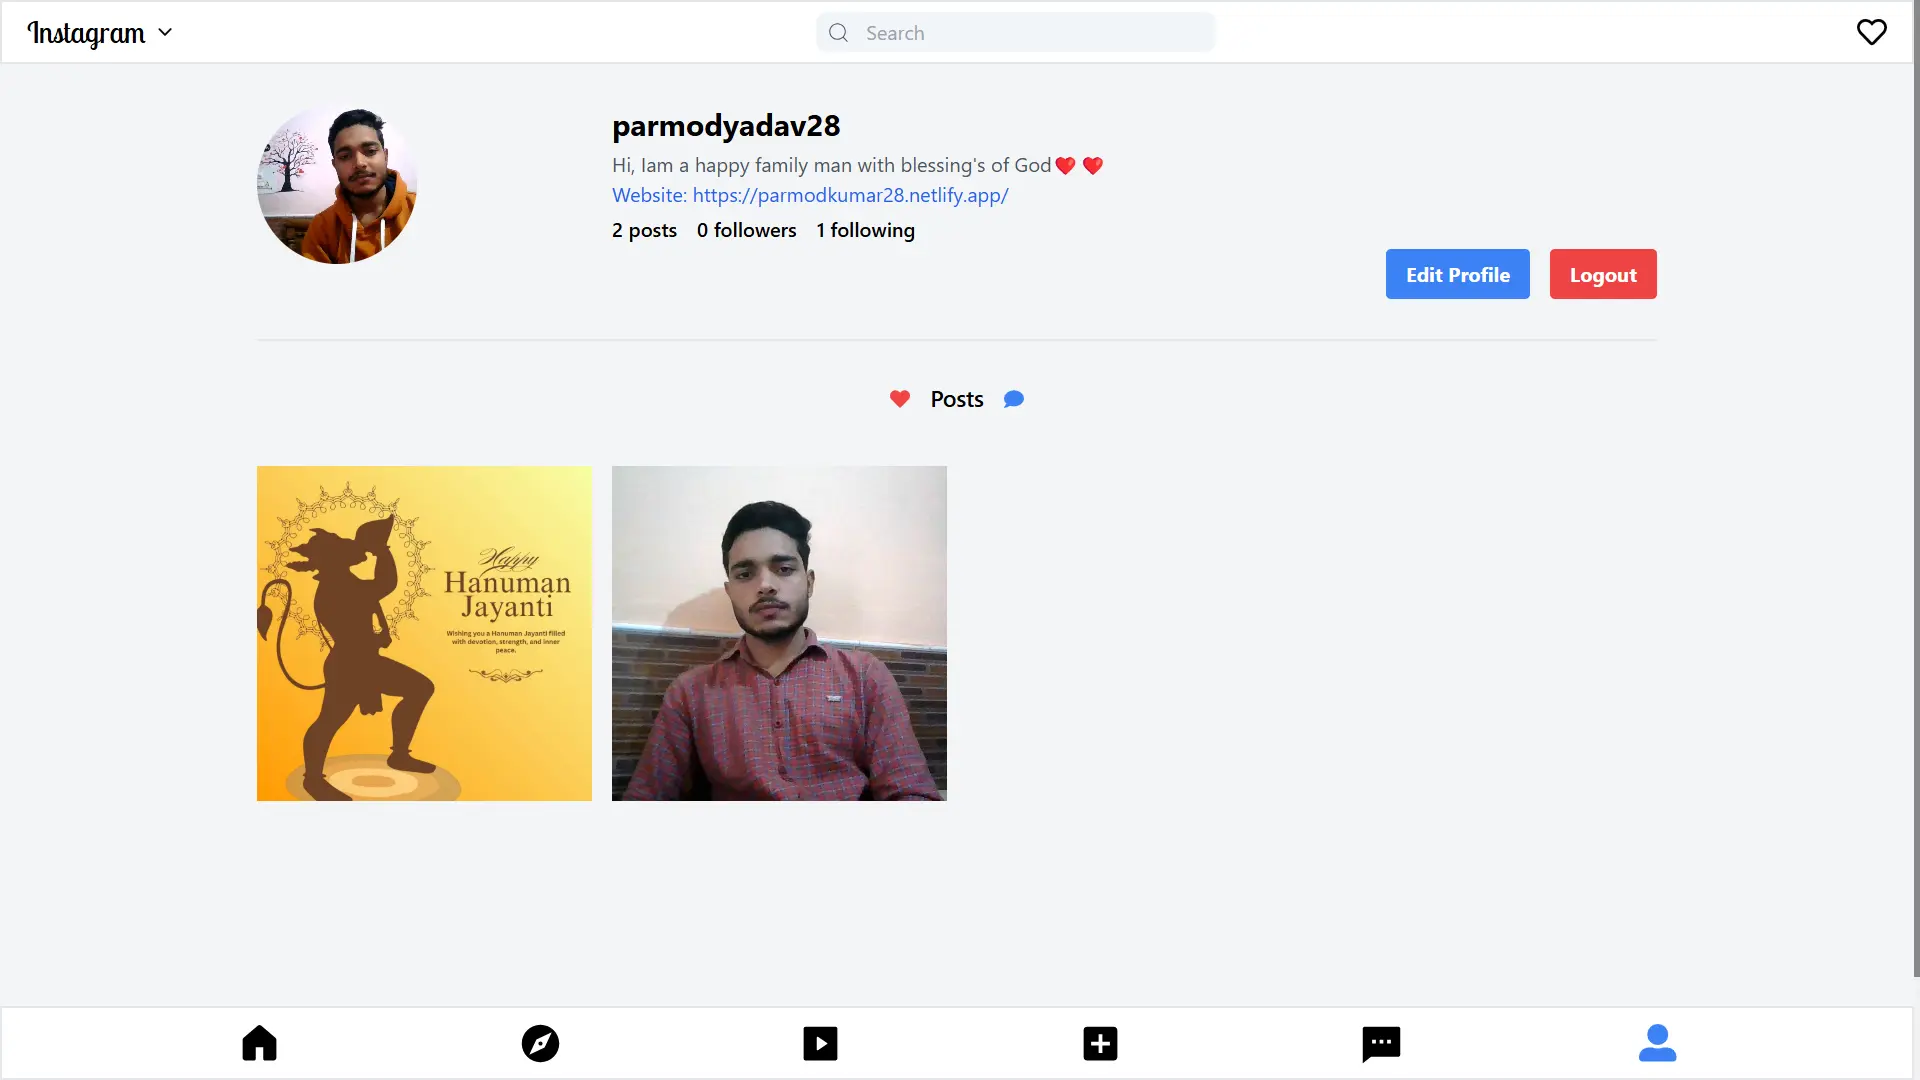 Instagram
Search
parmodyadav28
Hi, Iam a happy family man with blessing's of God❤️ ❤️
Website: https://parmodkumar28.netlify.app/
2 posts 0 followers 1 following
Edit Profile Logout
Posts
Happy
Hanuman
Jayanti
Wishing you a Hanuman Jayanti filled
with devotion, strength, and inner
peace.